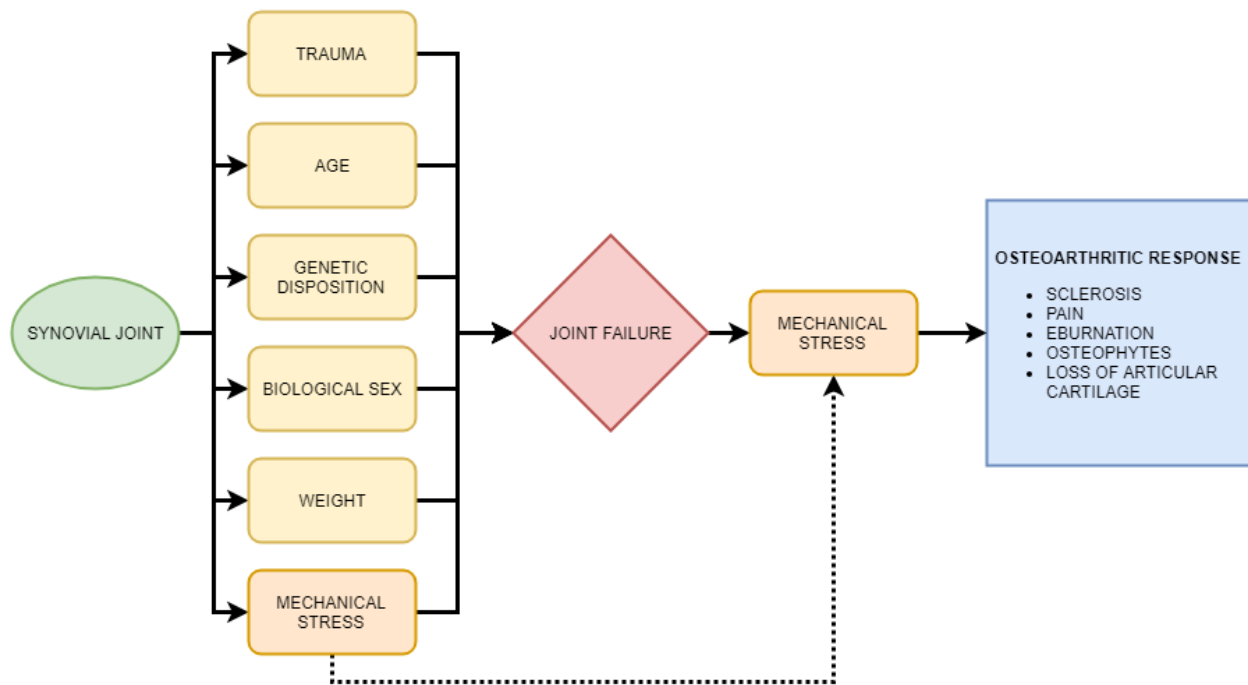 TRAUMA
AGE
GENETIC
DISPOSITION
SYNOVIAL JOINT
BIOLOGICAL SEX
WEIGHT
MECHANICAL
STRESS
JOINT FAILURE
MECHANICAL
STRESS
OSTEOARTHRITIC RESPONSE
• SCLEROSIS
• PAIN
• EBURNATION
• OSTEOPHYTES
• LOSS OF ARTICULAR
CARTILAGE